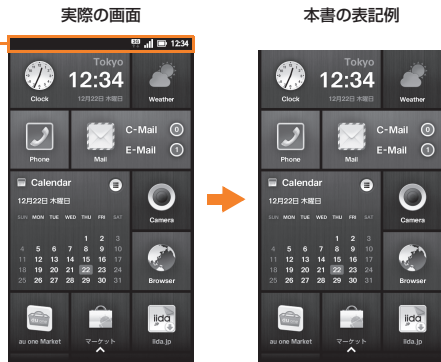 実際の画面
本書の表記例
3G 12:34
Tokyo
12:34
12月22日 木曜日
Clock
Weather
Phone
Mail
C-Mail 0
E-Mail 1
Calendar
12月22日 木曜日
SUN MON TUE WED THU FRI SAT
1 2 3
4 5 6 7 8 9 10
11 12 13 14 15 16 17
18 19 20 21 22 23 24
25 26 27 28 29 30 31
Camera
Browser
au one Market
マーケット
iida
iida.jp
Tokyo
12:34
12月22日 木曜日
Clock
Weather
Phone
Mail
C-Mail 0
E-Mail 1
Calendar
12月22日 木曜日
SUN MON TUE WED THU FRI SAT
1 2 3
4 5 6 7 8 9 10
11 12 13 14 15 16 17
18 19 20 21 22 23 24
25 26 27 28 29 30 31
Camera
Browser
au one Market
マーケット
iida
iida.jp